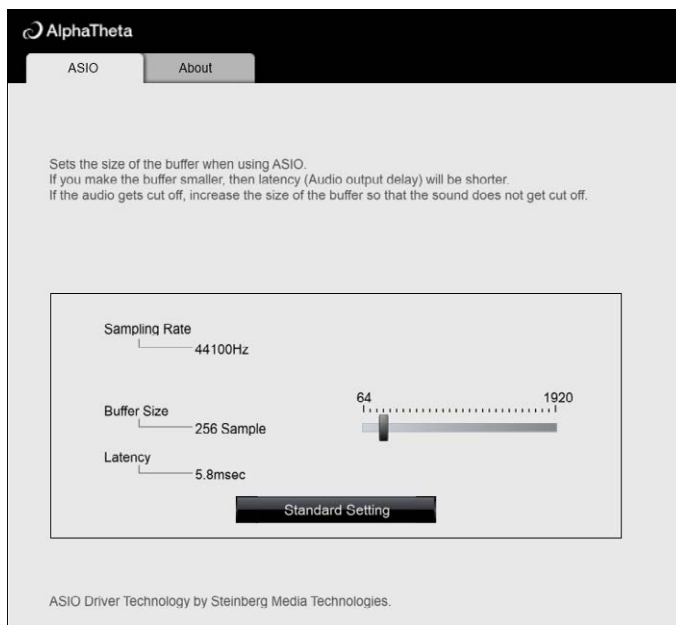 AlphaTheta
ASIO
About
Sets the size of the buffer when using ASIO.
If you make the buffer smaller, then latency (Audio output delay) will be shorter.
If the audio gets cut off, increase the size of the buffer so that the sound does not get cut off.
Sampling Rate
44100Hz
64 1920
Buffer Size
256 Sample
Latency
5.8msec
Standard Setting
ASIO Driver Technology by Steinberg Media Technologies.